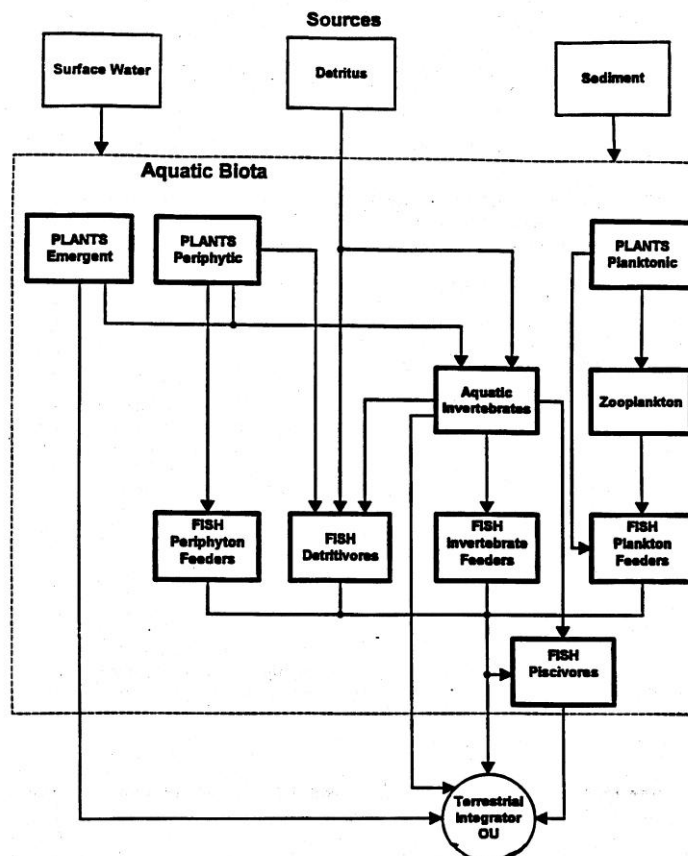 Sources
Surface Water
Detritus
Sediment
Aquatic Biota
PLANTS
Emergent
PLANTS
Periphytic
PLANTS
Planktonic
Aquatic
Invertebrates
Zooplankton
FISH
Periphyton
Feeders
FISH
Detritivores
FISH
Invertebrate
Feeders
FISH
Plankton
Feeders
FISH
Piscivores
Terrestrial
Integrator
OU